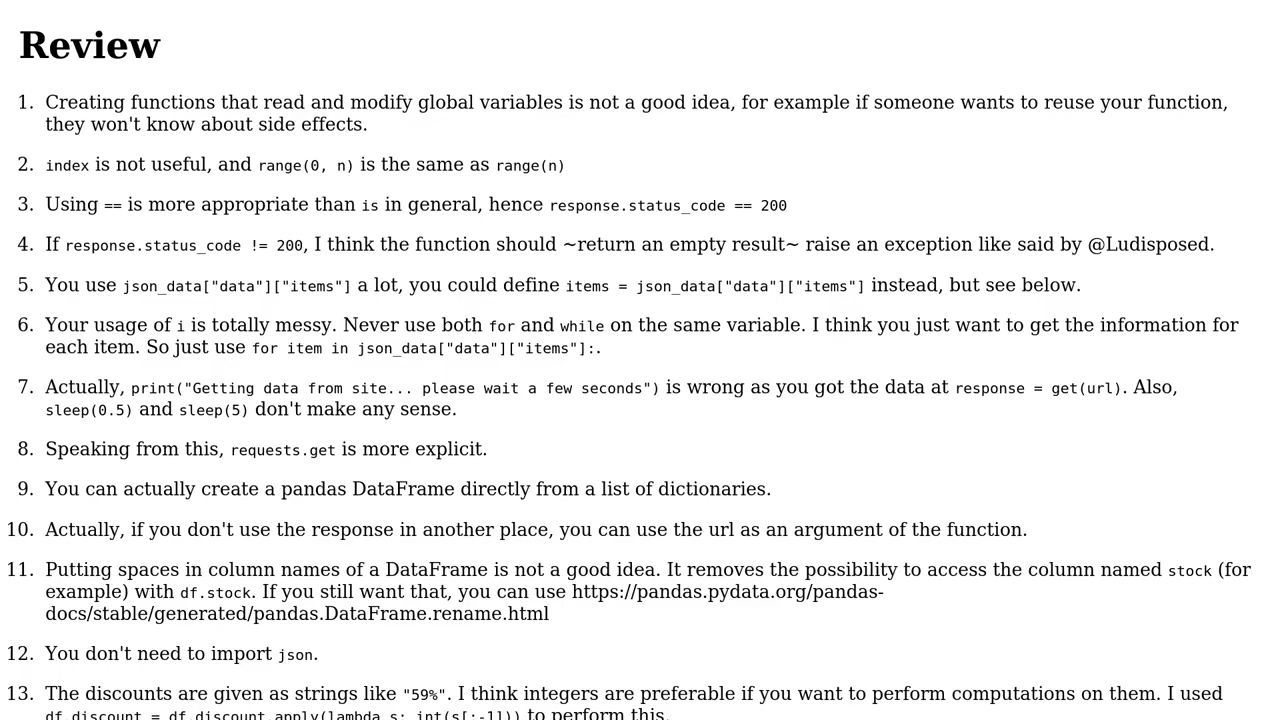 Review
1. Creating functions that read and modify global variables is not a good idea, for example if someone wants to reuse your function,
they won't know about side effects.
2. index is not useful, and range(0, n) is the same as range(n)
3. Using == is more appropriate than is in general, hence response.status_code == 200
4. If response.status_code != 200, I think the function should ~return an empty result~ raise an exception like said by @Ludisposed.
5. You use json_data["data"]["items"] a lot, you could define items = json_data["data"]["items"] instead, but see below.
6. Your usage of i is totally messy. Never use both for and while on the same variable. I think you just want to get the information for
each item. So just use for item in json_data["data"]["items"]:.
7. Actually, print("Getting data from site... please wait a few seconds") is wrong as you got the data at response = get(url). Also,
sleep(0.5) and sleep(5) don't make any sense.
8. Speaking from this, requests.get is more explicit.
9. You can actually create a pandas DataFrame directly from a list of dictionaries.
10. Actually, if you don't use the response in another place, you can use the url as an argument of the function.
11. Putting spaces in column names of a DataFrame is not a good idea. It removes the possibility to access the column named stock (for
example) with df.stock. If you still want that, you can use https://pandas.pydata.org/pandas-
docs/stable/generated/pandas.DataFrame.rename.html
12. You don't need to import json.
13. The discounts are given as strings like "59%". I think integers are preferable if you want to perform computations on them. I used
df.discount = df.discount.apply(lambda s: int(s[:-1])) to perform this.